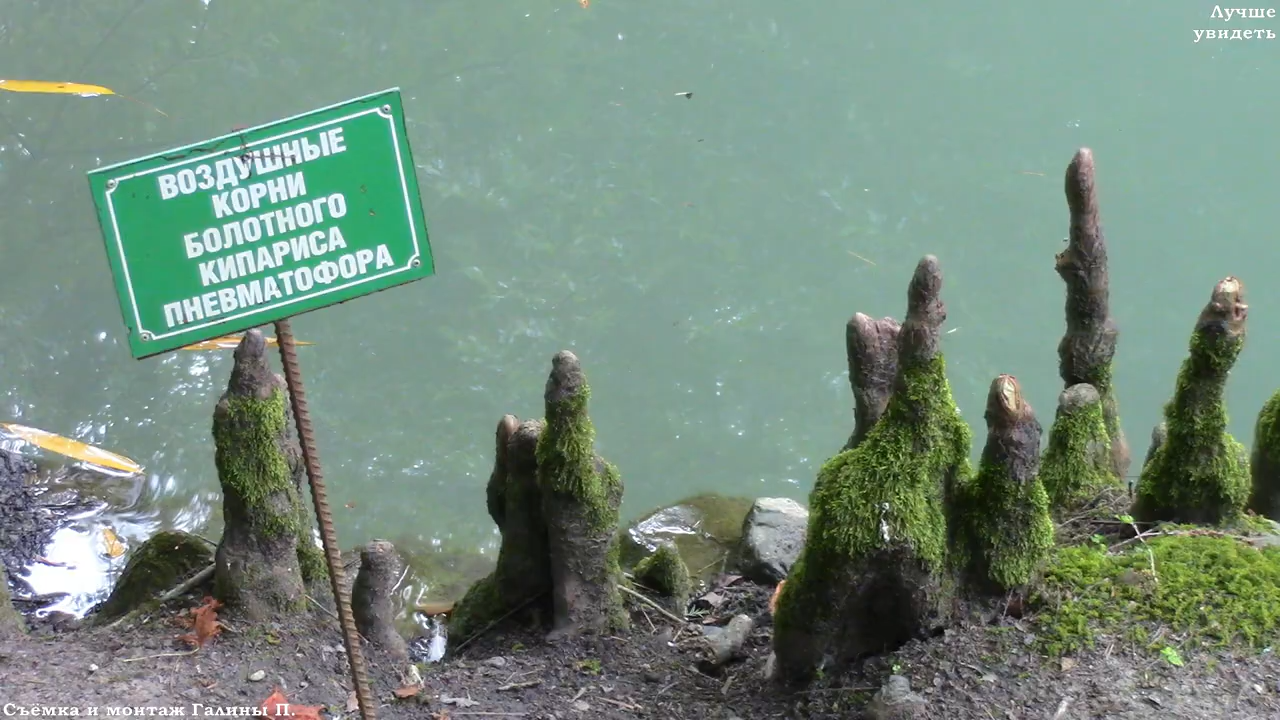 Лучше
увидеть
ВОЗДУШНЫЕ
КОРНИ
БОЛОТНОГО
КИПАРИСА
ПНЕВМАТОФОРА
Съёмка и монтаж Галины П.